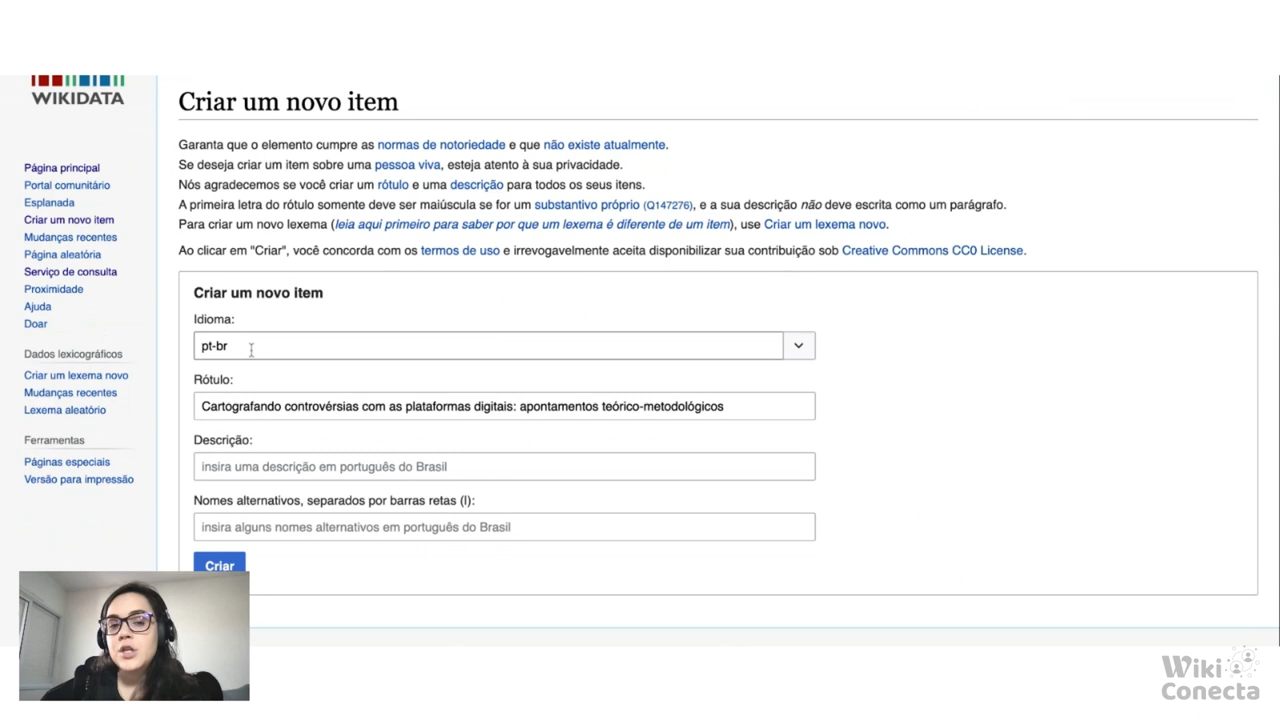 WIKIDATA
Página principal
Portal comunitário
Esplanada
Criar um novo item
Mudanças recentes
Página aleatória
Serviço de consulta
Proximidade
Ajuda
Doar
Dados lexicográficos
Criar um lexema novo
Mudanças recentes
Lexema aleatório
Ferramentas
Páginas especiais
Versão para impressão
Criar um novo item
Garanta que o elemento cumpre as normas de notoriedade e que não existe atualmente.
Se deseja criar um item sobre uma pessoa viva, esteja atento à sua privacidade.
Nós agradecemos se você criar um rótulo e uma descrição para todos os seus itens.
A primeira letra do rótulo somente deve ser maiúscula se for um substantivo próprio (Q147276), e a sua descrição não deve escrita como um parágrafo.
Para criar um novo lexema (leia aqui primeiro para saber por que um lexema é diferente de um item), use Criar um lexema novo.
Ao clicar em "Criar", você concorda com os termos de uso e irrevogavelmente aceita disponibilizar sua contribuição sob Creative Commons CC0 License.
Criar um novo item
Idioma:
pt-br
Rótulo:
Cartografando controvérsias com as plataformas digitais: apontamentos teórico-metodológicos
Descrição:
insira uma descrição em português do Brasil
Nomes alternativos, separados por barras retas (|):
insira alguns nomes alternativos em português do Brasil
Criar
Wiki
Conecta